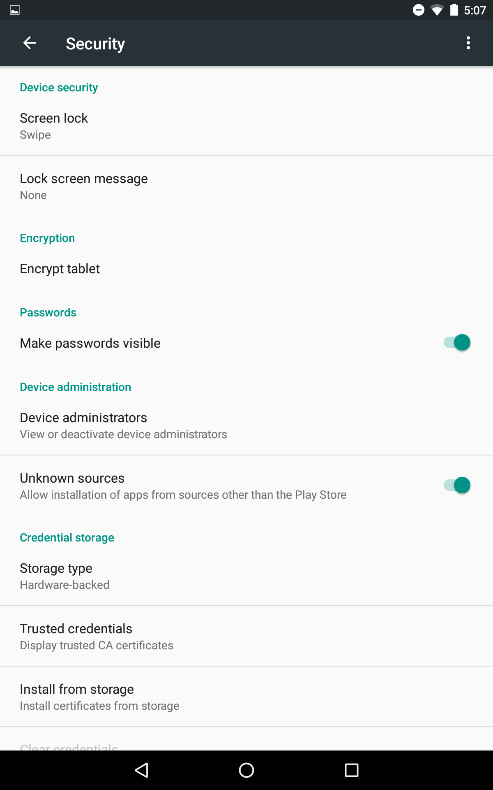 5:07
Security
Device security
Screen lock
Swipe
Lock screen message
None
Encryption
Encrypt tablet
Passwords
Make passwords visible
Device administration
Device administrators
View or deactivate device administrators
Unknown sources
Allow installation of apps from sources other than the Play Store
Credential storage
Storage type
Hardware-backed
Trusted credentials
Display trusted CA certificates
Install from storage
Install certificates from storage
Clear credentials